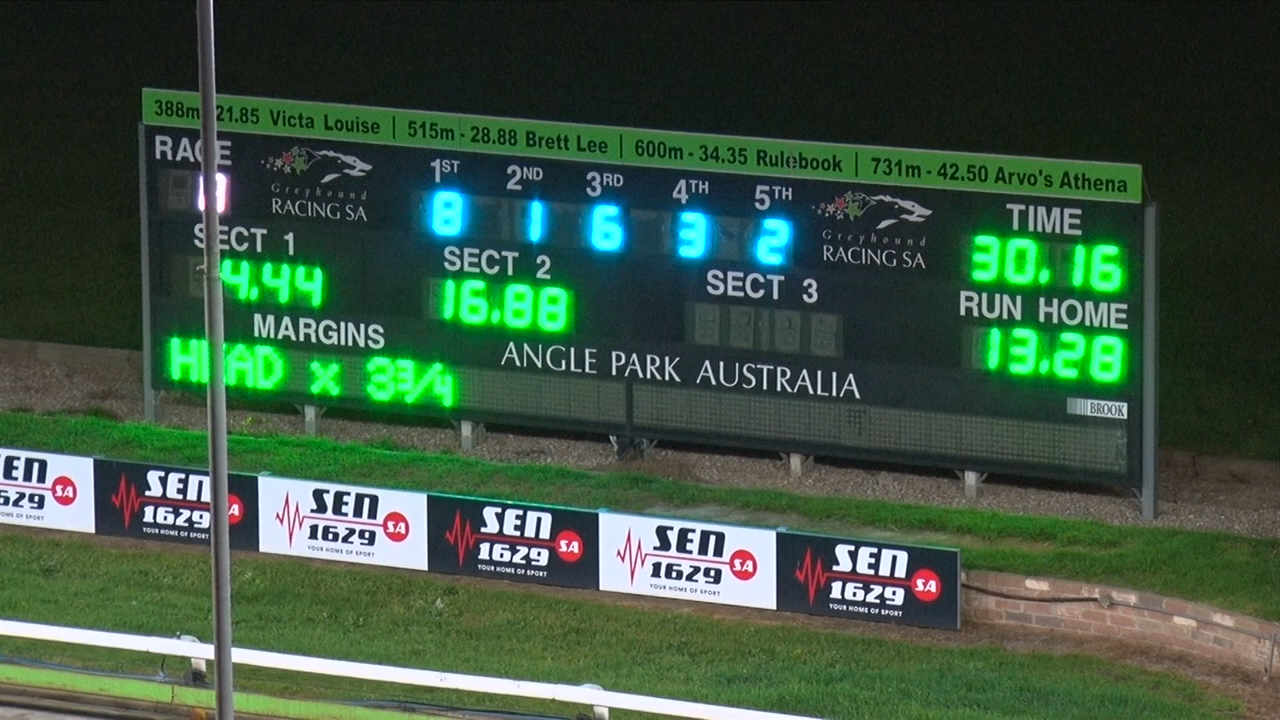 388m 21.85 Victa Louise | 515m - 28.88 Brett Lee | 600m - 34.35 Rulebook | 731m - 42.50 Arvo's Athena
RACE
Greyhound
RACING SA
1ST 2ND 3RD 4TH 5TH
8 1 6 3 2
Greyhound
RACING SA
TIME
30.16
SECT 1
4.44
SECT 2
16.88
SECT 3
RUN HOME
13.28
MARGINS
HEAD x 3 3/4
ANGLE PARK AUSTRALIA
BROOK
SEN
1629 SA
YOUR HOME OF SPORT
SEN
1629 SA
YOUR HOME OF SPORT
SEN
1629 SA
YOUR HOME OF SPORT
SEN
1629 SA
YOUR HOME OF SPORT
SEN
1629 SA
YOUR HOME OF SPORT
SEN
1629 SA
YOUR HOME OF SPORT